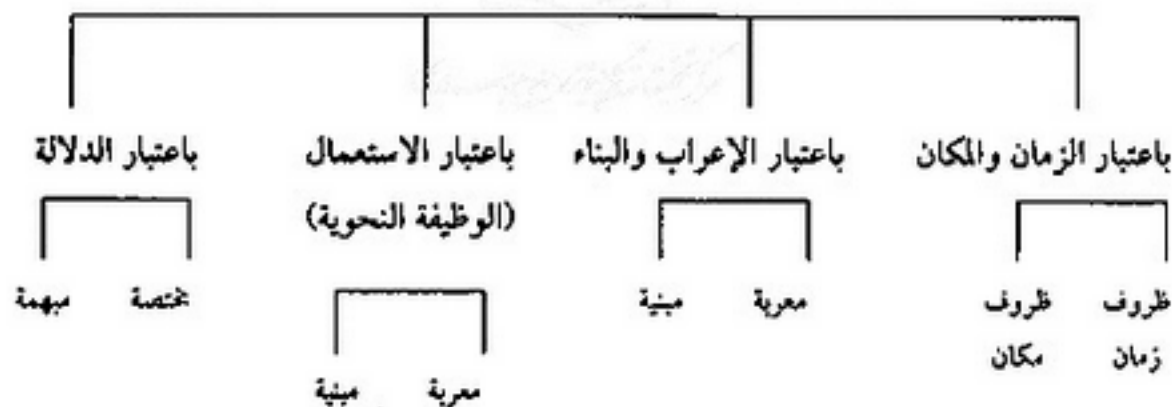 باعتبار الزمان والمكان
باعتبار الإعراب والبناء
باعتبار الاستعمال
(الوظيفة النحوية)
باعتبار الدلالة
ظروف
زمان
ظروف
مكان
معربة
مبنية
معربة
مبنية
مختصة
مبهمة